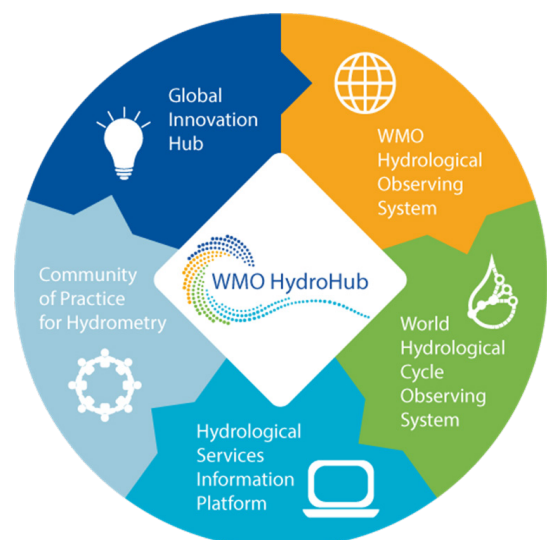 Global
Innovation
Hub
WMO
Hydrological
Observing
System
World
Hydrological
Cycle
Observing
System
Hydrological
Services
Information
Platform
Community
of Practice
for Hydrometry
WMO HydroHub